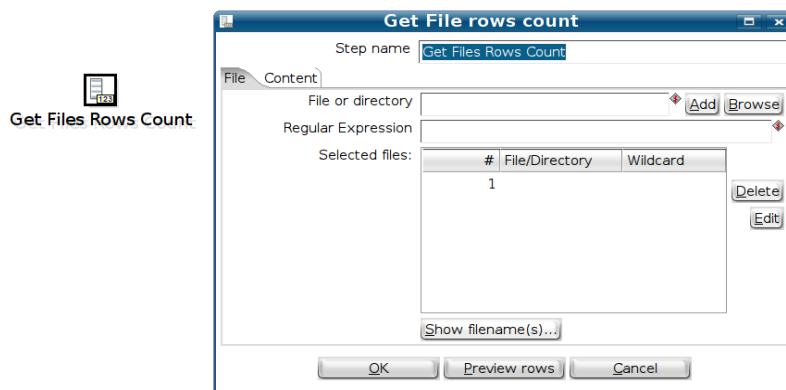 Get File rows count
Step name Get Files Rows Count
File Content
File or directory Add Browse
Regular Expression
Selected files: # File/Directory Wildcard
1
Delete
Edit
Show filename(s)...
OK Preview rows Cancel
123
Get Files Rows Count